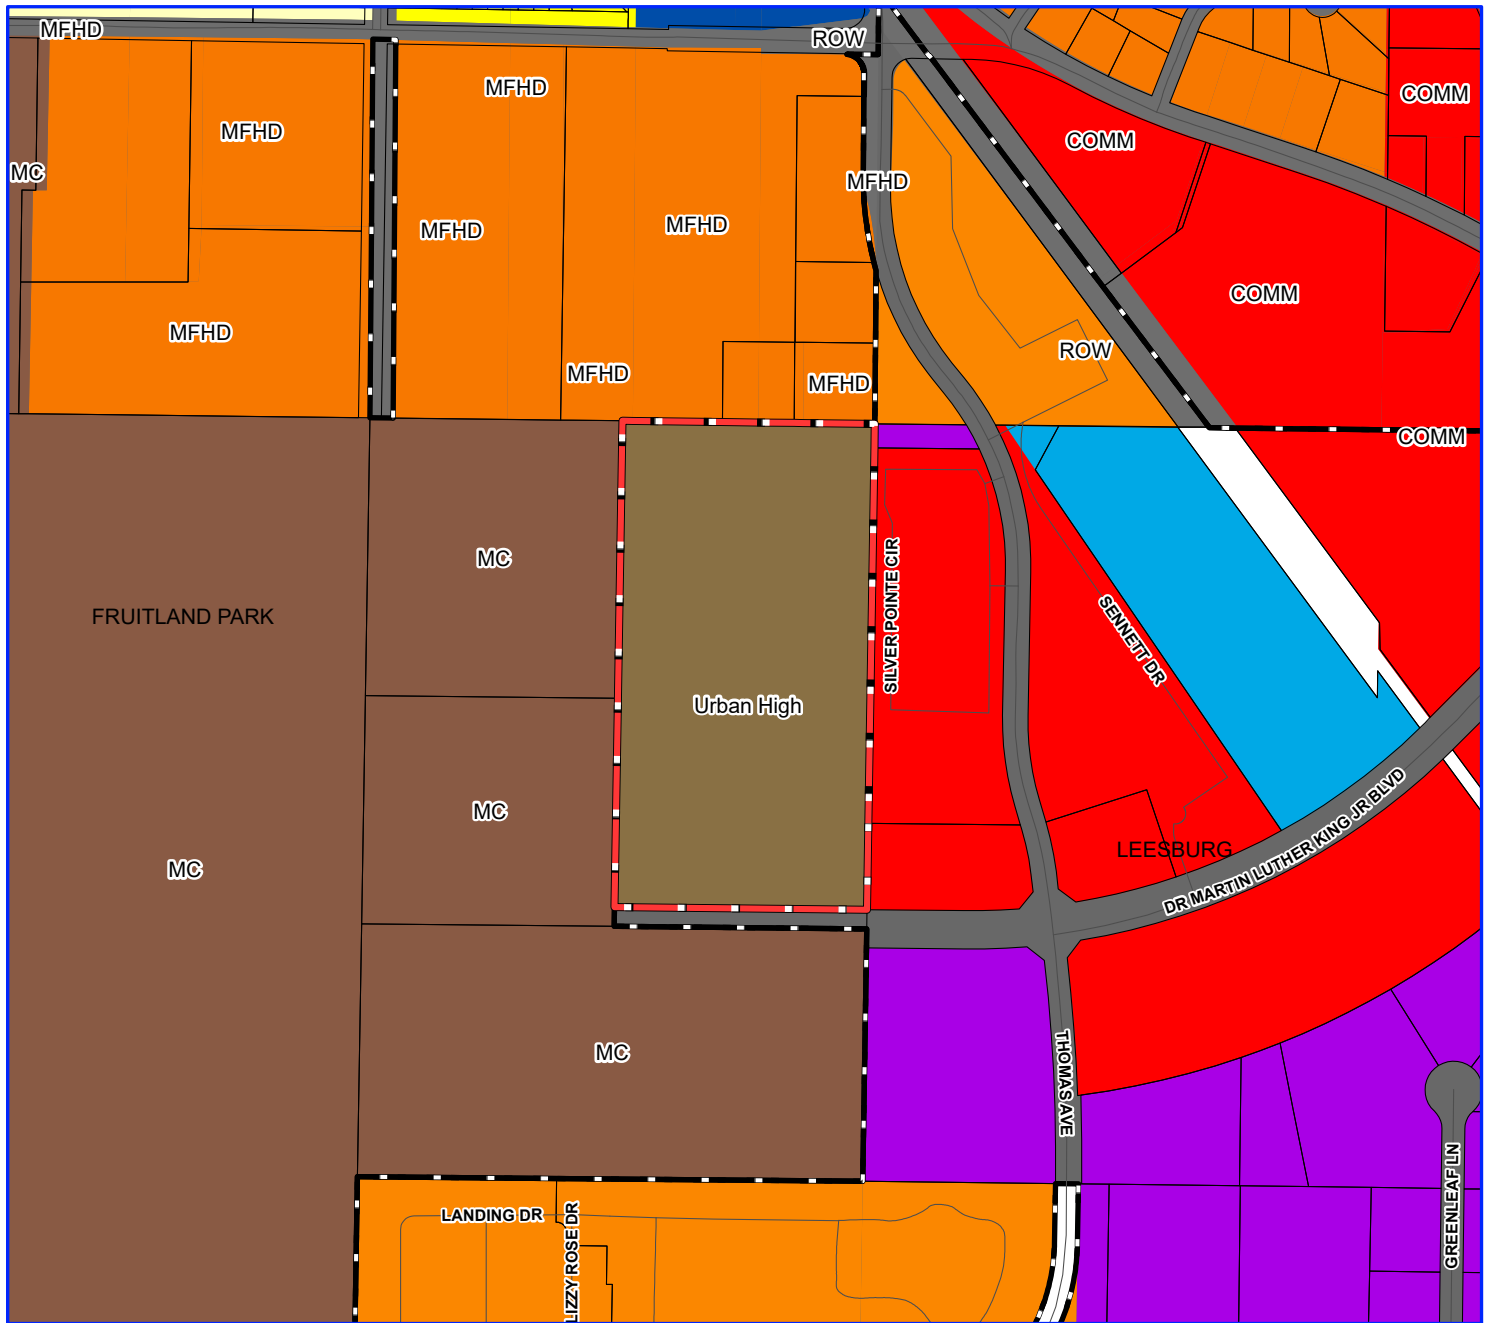 MFHD
ROW
MFHD
COMM
MFHD
COMM
MC
MFHD
MFHD
MFHD
COMM
MFHD
ROW
MFHD
MFHD
COMM
MC
SILVER POINTE CIR
FRUITLAND PARK
SENNETT DR
Urban High
MC
DR MARTIN LUTHER KING JR BLVD
LEESBURG
MC
MC
THOMAS AVE
GREENLEAF LN
LANDING DR
LIZZY ROSE DR